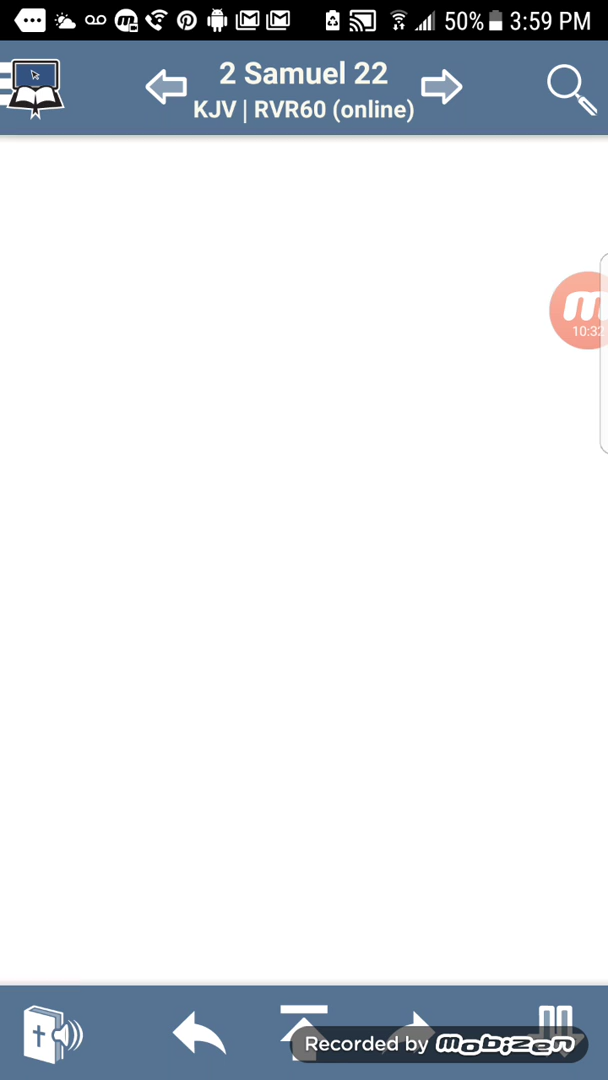 50% 3:59 PM
2 Samuel 22
KJV | RVR60 (online)
10:32
Recorded by mobizen